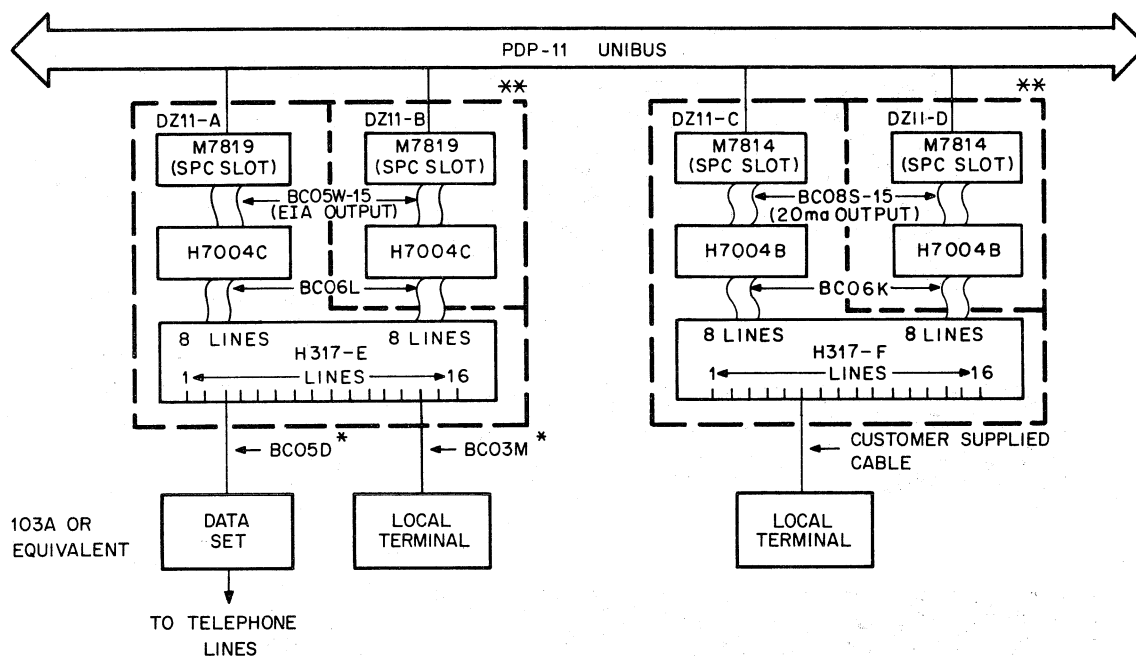 PDP-11 UNIBUS
**
**
DZ11-A
DZ11-B
DZ11-C
DZ11-D
M7819
(SPC SLOT)
M7819
(SPC SLOT)
M7814
(SPC SLOT)
M7814
(SPC SLOT)
BC05W-15
(EIA OUTPUT)
BC08S-15
(20ma OUTPUT)
H7004C
H7004C
H7004B
H7004B
BC06L
BC06K
8 LINES
8 LINES
H317-E
1 LINES 16
8 LINES
8 LINES
H317-F
1 LINES 16
BC05D*
BC03M*
CUSTOMER SUPPLIED
CABLE
103A OR
EQUIVALENT
DATA
SET
LOCAL
TERMINAL
LOCAL
TERMINAL
TO TELEPHONE
LINES